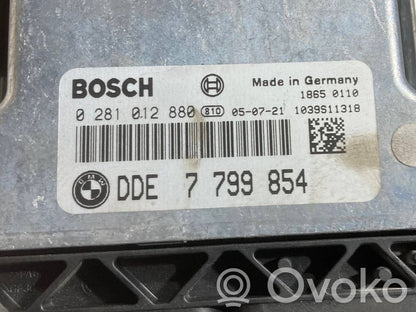 BOSCH
Made in Germany
1865 0110
0 281 012 880 810 05-07-21 1039S11318
BMW
DDE 7 799 854
Ovoko